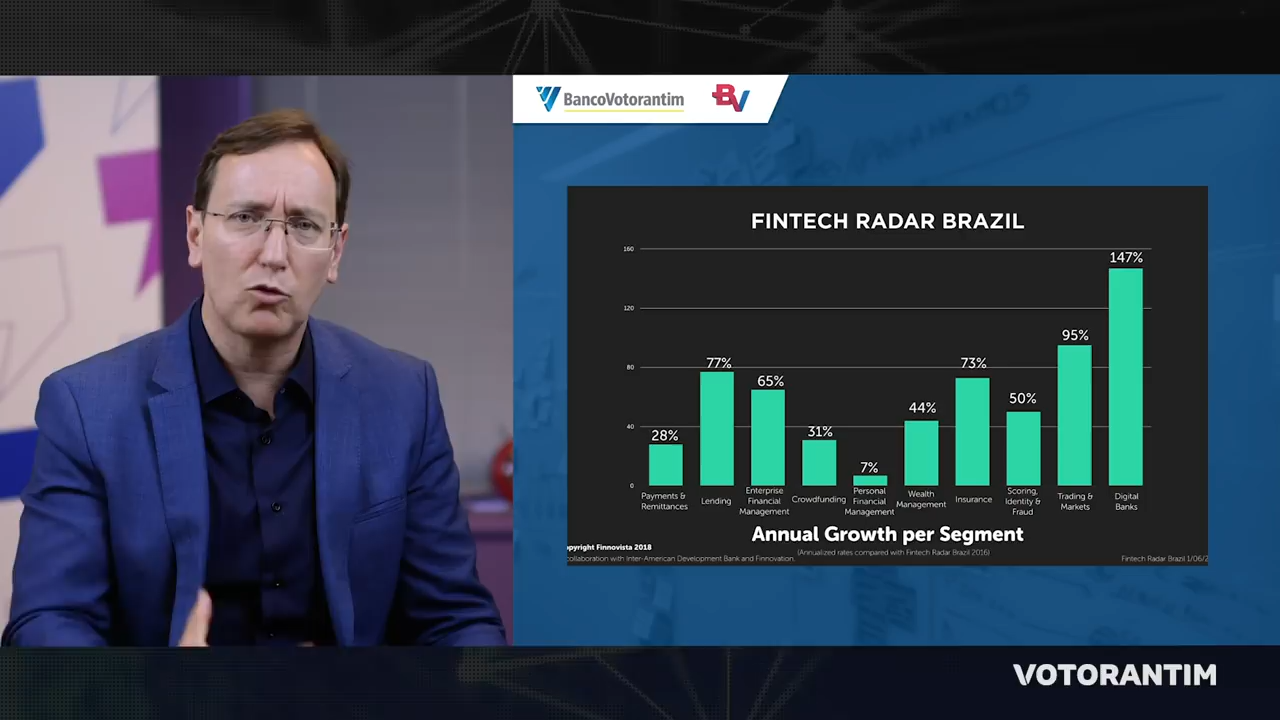 BancoVotorantim
BV
FINTECH RADAR BRAZIL
160
120
80
40
0
28%
77%
65%
31%
7%
44%
73%
50%
95%
147%
Payments &
Remittances
Lending
Enterprise
Financial
Management
Crowdfunding
Personal
Financial
Management
Wealth
Management
Insurance
Scoring,
Identity &
Fraud
Trading &
Markets
Digital
Banks
Annual Growth per Segment
(Annualized rates compared with Fintech Radar Brazil 2016)
opyright Finnovista 2018
collaboration with Inter-American Development Bank and Finnovation.
Fintech Radar Brazil 1/06/2
VOTORANTIM